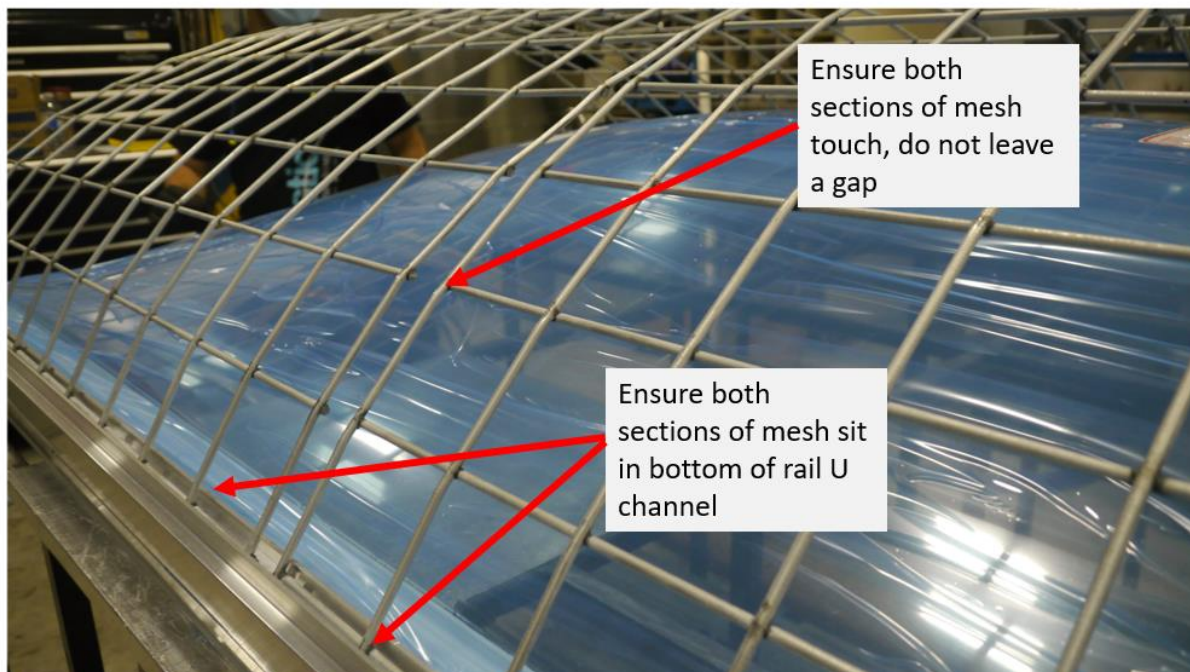 Ensure both
sections of mesh
touch, do not leave
a gap
Ensure both
sections of mesh sit
in bottom of rail U
channel